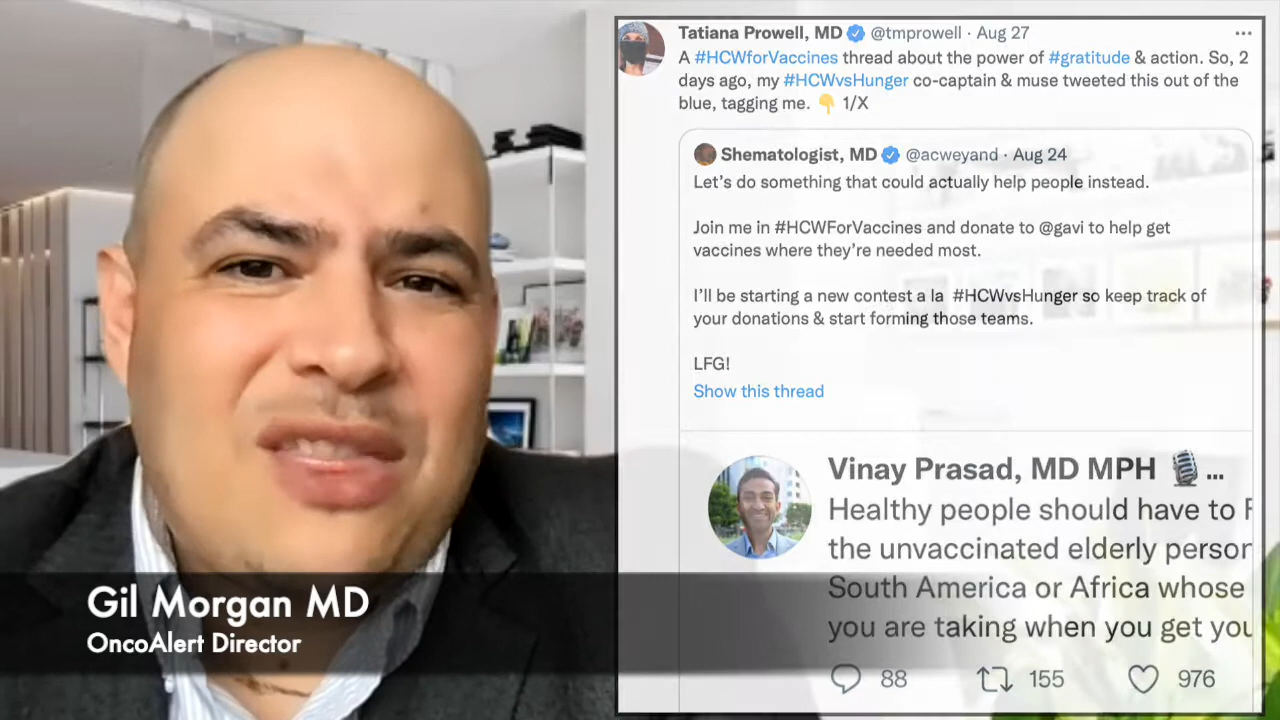 Tatiana Prowell, MD @tmprowell · Aug 27
A #HCWforVaccines thread about the power of #gratitude & action. So, 2
days ago, my #HCWvsHunger co-captain & muse tweeted this out of the
blue, tagging me. 👇 1/X
Shematologist, MD @acweyand · Aug 24
Let's do something that could actually help people instead.
Join me in #HCWForVaccines and donate to @gavi to help get
vaccines where they're needed most.
I'll be starting a new contest a la #HCWvsHunger so keep track of
your donations & start forming those teams.
LFG!
Show this thread
Vinay Prasad, MD MPH 🎙...
Healthy people should have to
the unvaccinated elderly
South America or Africa whose
you are taking when you get
88 155 976
Gil Morgan MD
OncoAlert Director